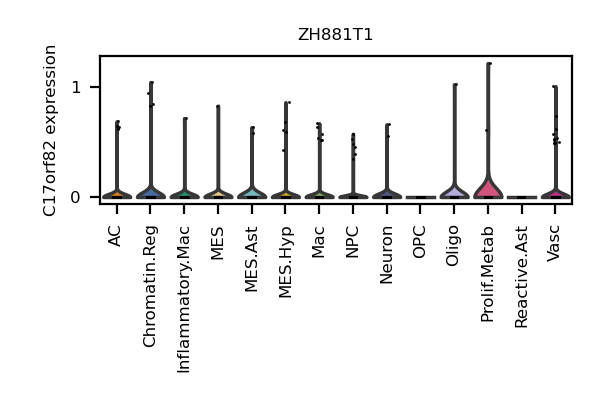 ZH881T1
C17orf82 expression
1
0
AC
Chromatin.Reg
Inflammatory.Mac
MES
MES.Ast
MES.Hyp
Mac
NPC
Neuron
OPC
Oligo
Prolif.Metab
Reactive.Ast
Vasc